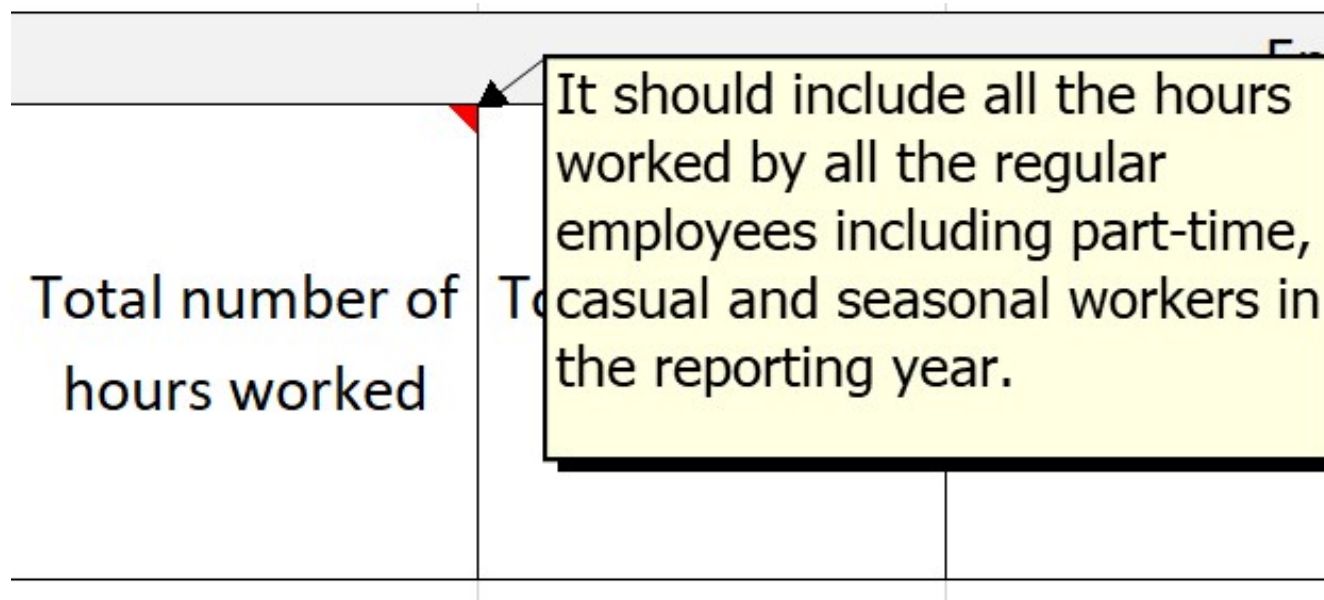 It should include all the hours
worked by all the regular
employees including part-time,
casual and seasonal workers in
the reporting year.
Total number of
hours worked